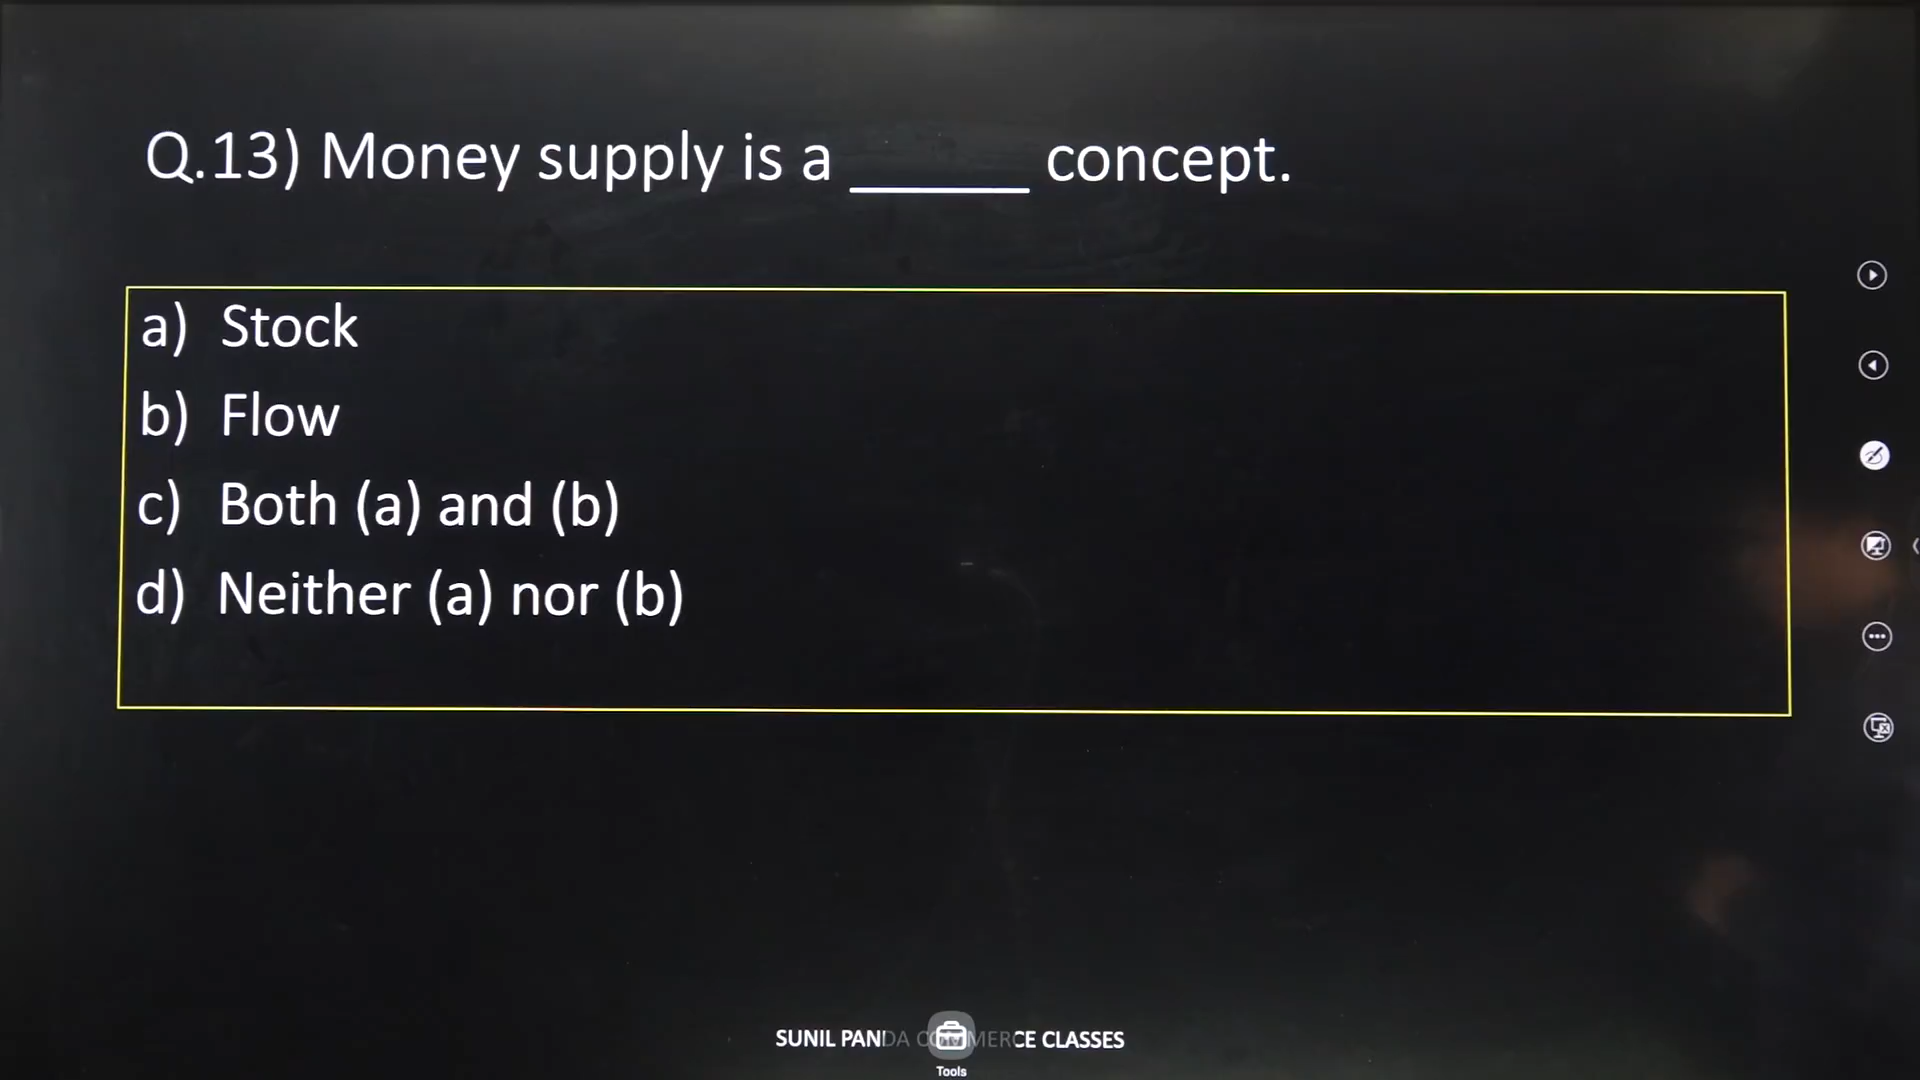 Q.13) Money supply is a ______ concept.
a) Stock
b) Flow
c) Both (a) and (b)
d) Neither (a) nor (b)
SUNIL PANDA COMMERCE CLASSES
Tools